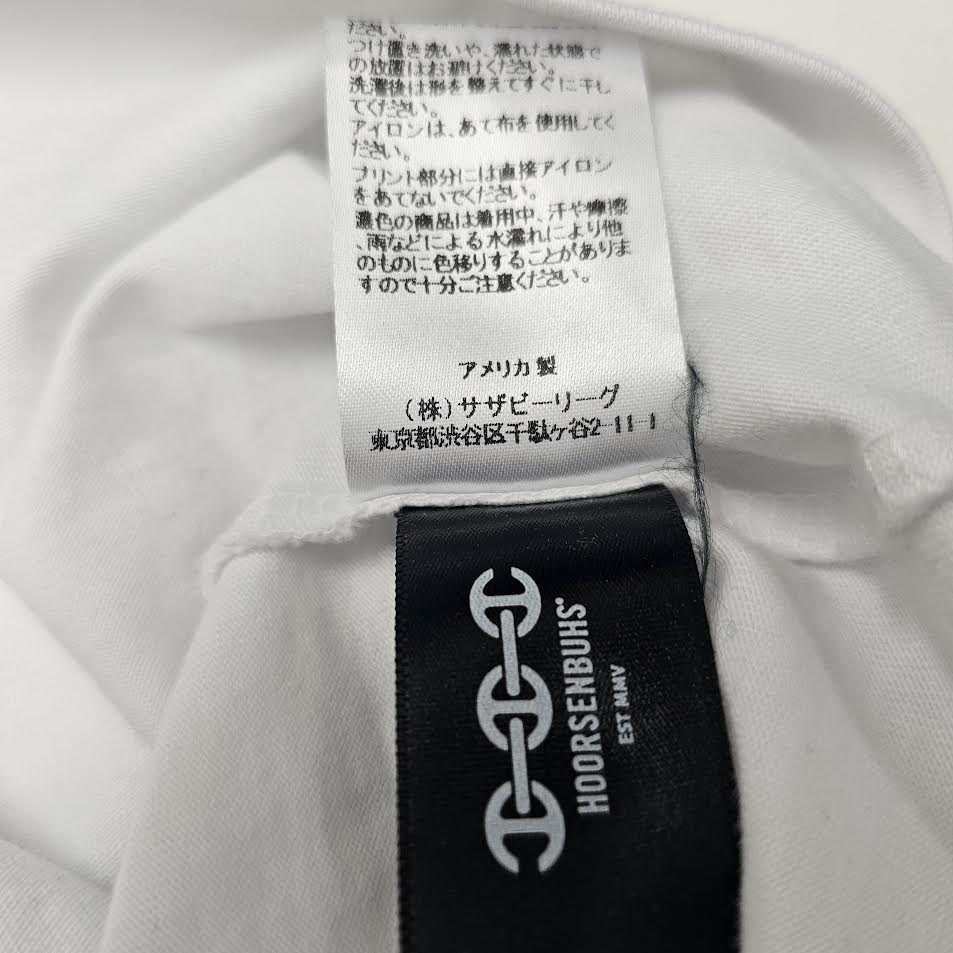 ださい。
つけ置き洗いや、濡れた状態で
の放置はお避けください。
洗濯後は形を整えてすぐに干し
てください。
アイロンは、あて布を使用してく
ださい。
プリント部分には直接アイロン
をあてないでください。
濃色の商品は着用中、汗や摩擦
、雨などによる水濡れにより他
のものに色移りすることがありま
すので十分ご注意ください。
アメリカ製
(株)サザビーリーグ
東京都渋谷区千駄ケ谷2-11-1
HOORSENBUHS
EST MMV